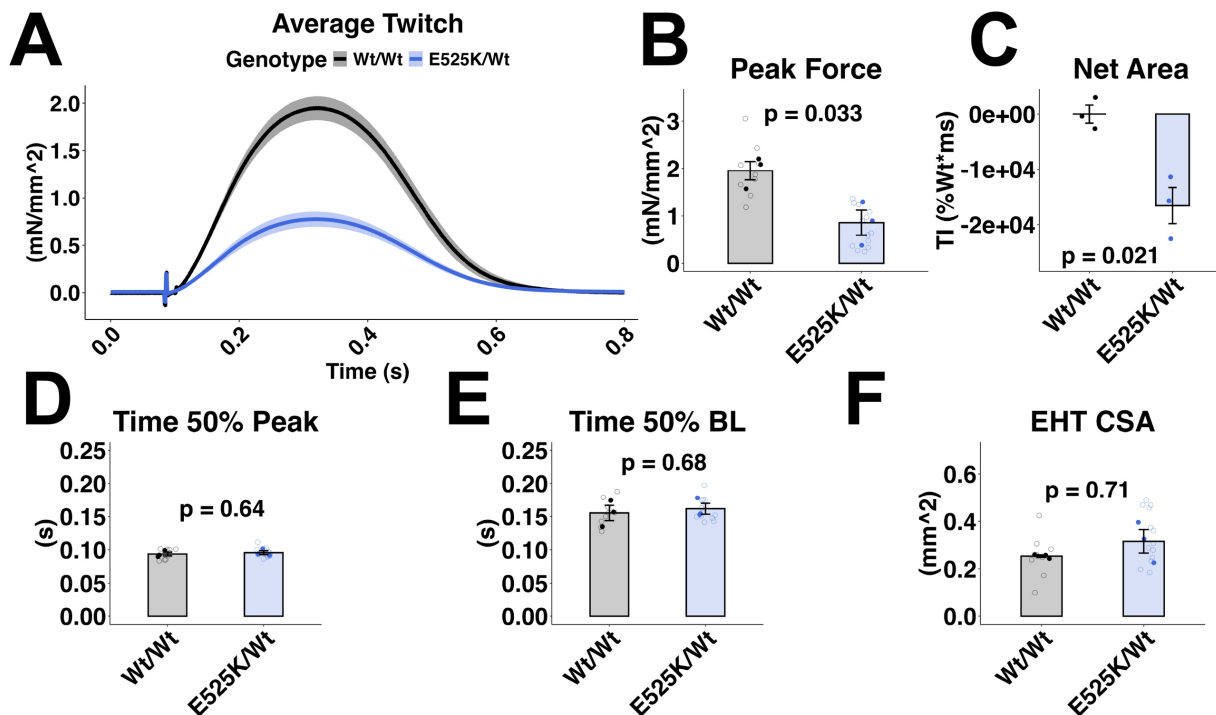 A
Average Twitch
Genotype Wt/Wt E525K/Wt
(mN/mm^2)
2.0
1.5
1.0
0.5
0.0
0.0 0.2 0.4 0.6 0.8
Time (s)
B
Peak Force
p = 0.033
(mN/mm^2)
3
2
1
0
Wt/Wt E525K/Wt
C
Net Area
TI (%Wt*ms)
0e+00
-1e+04
-2e+04
p = 0.021
Wt/Wt E525K/Wt
D
Time 50% Peak
(s)
0.25
0.20
0.15
0.10
0.05
0.00
p = 0.64
Wt/Wt E525K/Wt
E
Time 50% BL
(s)
0.25
0.20
0.15
0.10
0.05
0.00
p = 0.68
Wt/Wt E525K/Wt
F
EHT CSA
(mm^2)
0.6
0.4
0.2
0
p = 0.71
Wt/Wt E525K/Wt